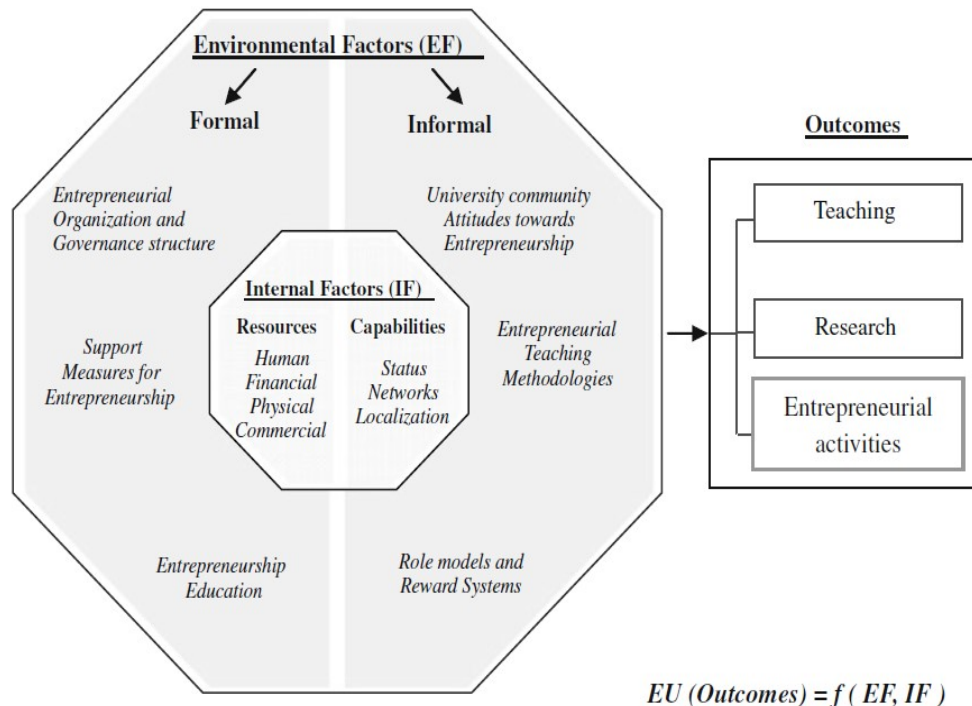 Environmental Factors (EF)
Formal
Informal
Entrepreneurial
Organization and
Governance structure
University community
Attitudes towards
Entrepreneurship
Internal Factors (IF)
Resources
Human
Financial
Physical
Commercial
Capabilities
Status
Networks
Localization
Support
Measures for
Entrepreneurship
Entrepreneurial
Teaching
Methodologies
Entrepreneurship
Education
Role models and
Reward Systems
Outcomes
Teaching
Research
Entrepreneurial
activities
EU (Outcomes) = f ( EF, IF )